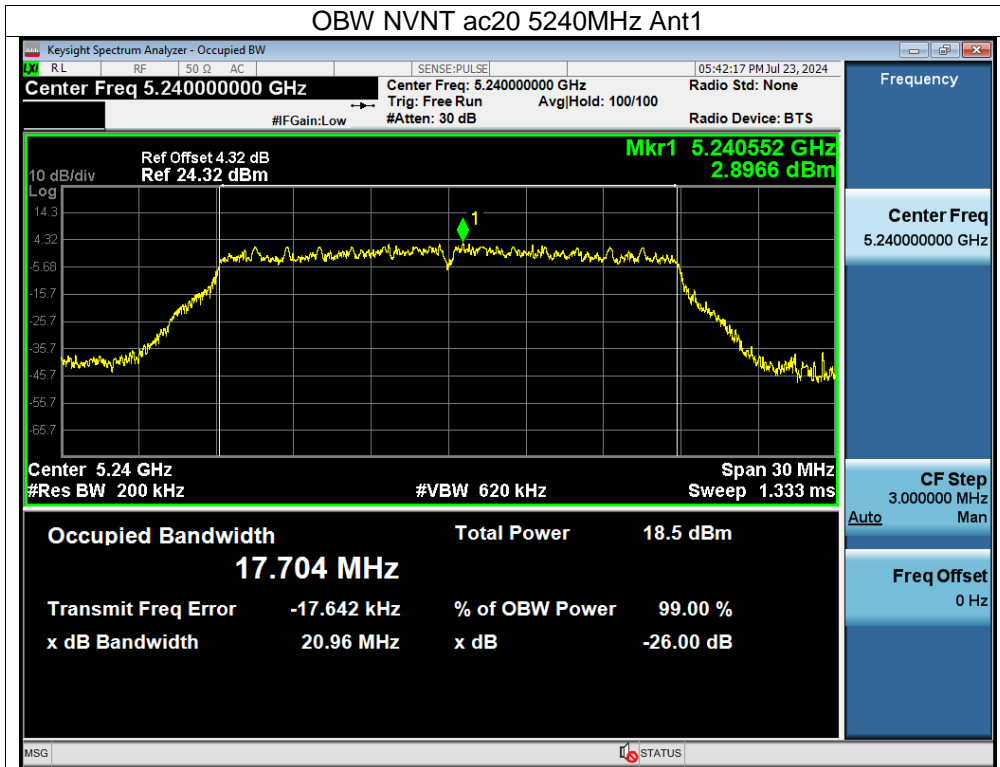 OBW NVNT ac20 5240MHz Ant1
Keysight Spectrum Analyzer - Occupied BW
LXI RL RF 50 Ω AC SENSE:PULSE 05:42:17 PM Jul 23, 2024
Center Freq 5.240000000 GHz
Center Freq: 5.240000000 GHz Radio Std: None
Trig: Free Run Avg|Hold: 100/100
#IFGain:Low #Atten: 30 dB Radio Device: BTS
Mkr1 5.240552 GHz
2.8966 dBm
Ref Offset 4.32 dB
10 dB/div Ref 24.32 dBm
Log
14.3
4.32
-5.68
-15.7
-25.7
-35.7
-45.7
-55.7
-65.7
1
Center 5.24 GHz Span 30 MHz
#Res BW 200 kHz #VBW 620 kHz Sweep 1.333 ms
Occupied Bandwidth Total Power 18.5 dBm
17.704 MHz
Transmit Freq Error -17.642 kHz % of OBW Power 99.00 %
x dB Bandwidth 20.96 MHz x dB -26.00 dB
Frequency
Center Freq
5.240000000 GHz
CF Step
3.000000 MHz
Auto Man
Freq Offset
0 Hz
MSG STATUS